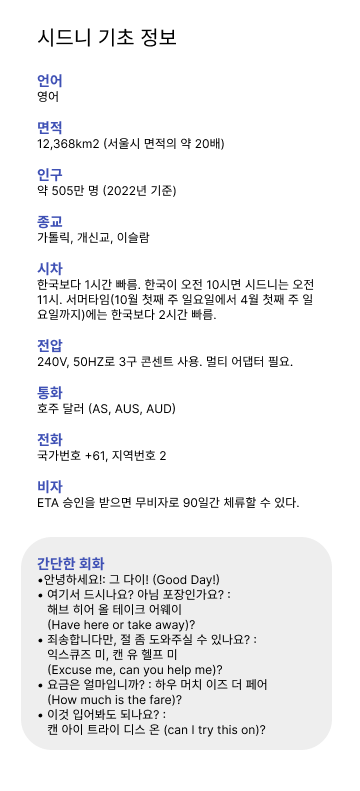 시드니 기초 정보
언어
영어
면적
12,368km2 (서울시 면적의 약 20배)
인구
약 505만 명 (2022년 기준)
종교
가톨릭, 개신교, 이슬람
시차
한국보다 1시간 빠름. 한국이 오전 10시면 시드니는 오전
11시. 서머타임(10월 첫째 주 일요일에서 4월 첫째 주 일
요일까지)에는 한국보다 2시간 빠름.
전압
240V, 50HZ로 3구 콘센트 사용. 멀티 어댑터 필요.
통화
호주 달러 (AS, AUS, AUD)
전화
국가번호 +61, 지역번호 2
비자
ETA 승인을 받으면 무비자로 90일간 체류할 수 있다.
간단한 회화
•안녕하세요!: 그 다이! (Good Day!)
• 여기서 드시나요? 아님 포장인가요? :
해브 히어 올 테이크 어웨이
(Have here or take away)?
• 죄송합니다만, 절 좀 도와주실 수 있나요? :
익스큐즈 미, 캔 유 헬프 미
(Excuse me, can you help me)?
• 요금은 얼마입니까? : 하우 머치 이즈 더 페어
(How much is the fare)?
• 이것 입어봐도 되나요? :
캔 아이 트라이 디스 온 (can I try this on)?